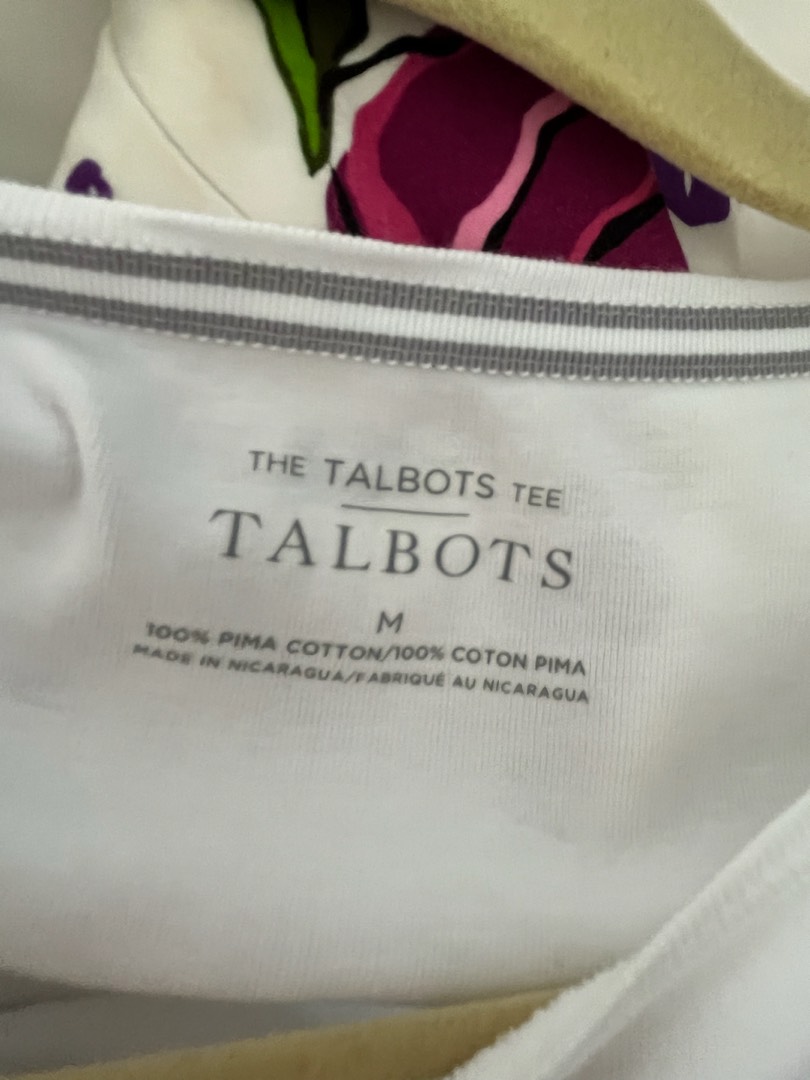 THE TALBOTS TEE
TALBOTS
M
100% PIMA COTTON/100% COTON PIMA
MADE IN NICARAGUA/FABRIQUÉ AU NICARAGUA